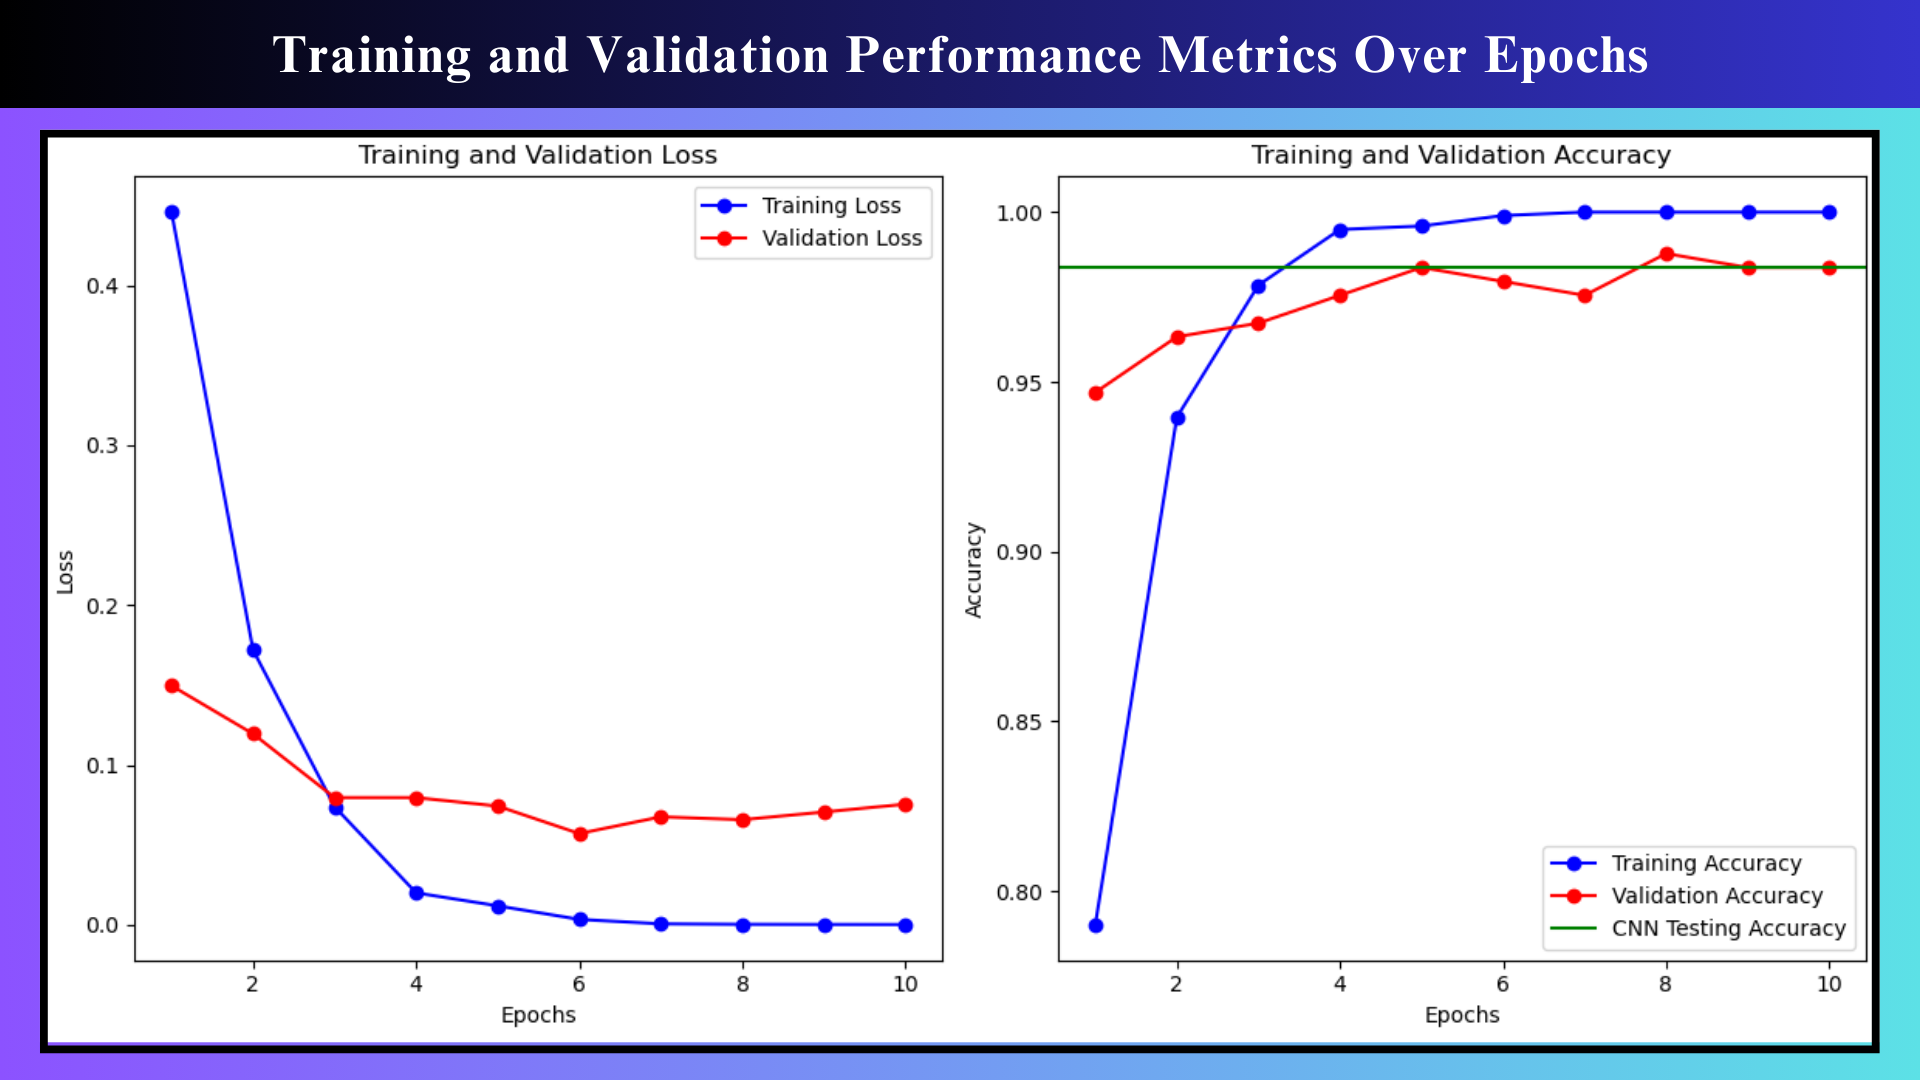 Training and Validation Performance Metrics Over Epochs
Training and Validation Loss
Training Loss
Validation Loss
0.4
0.3
0.2
0.1
0.0
Loss
2 4 6 8 10
Epochs
Training and Validation Accuracy
1.00
0.95
0.90
0.85
0.80
Accuracy
Training Accuracy
Validation Accuracy
CNN Testing Accuracy
2 4 6 8 10
Epochs